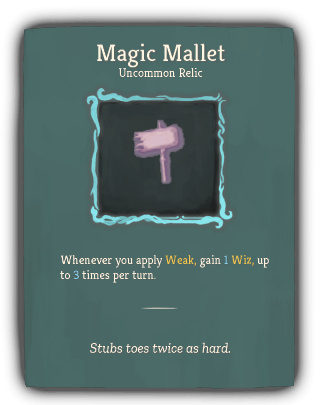 Magic Mallet
Uncommon Relic
Whenever you apply Weak, gain 1 Wiz, up
to 3 times per turn.
Stubs toes twice as hard.